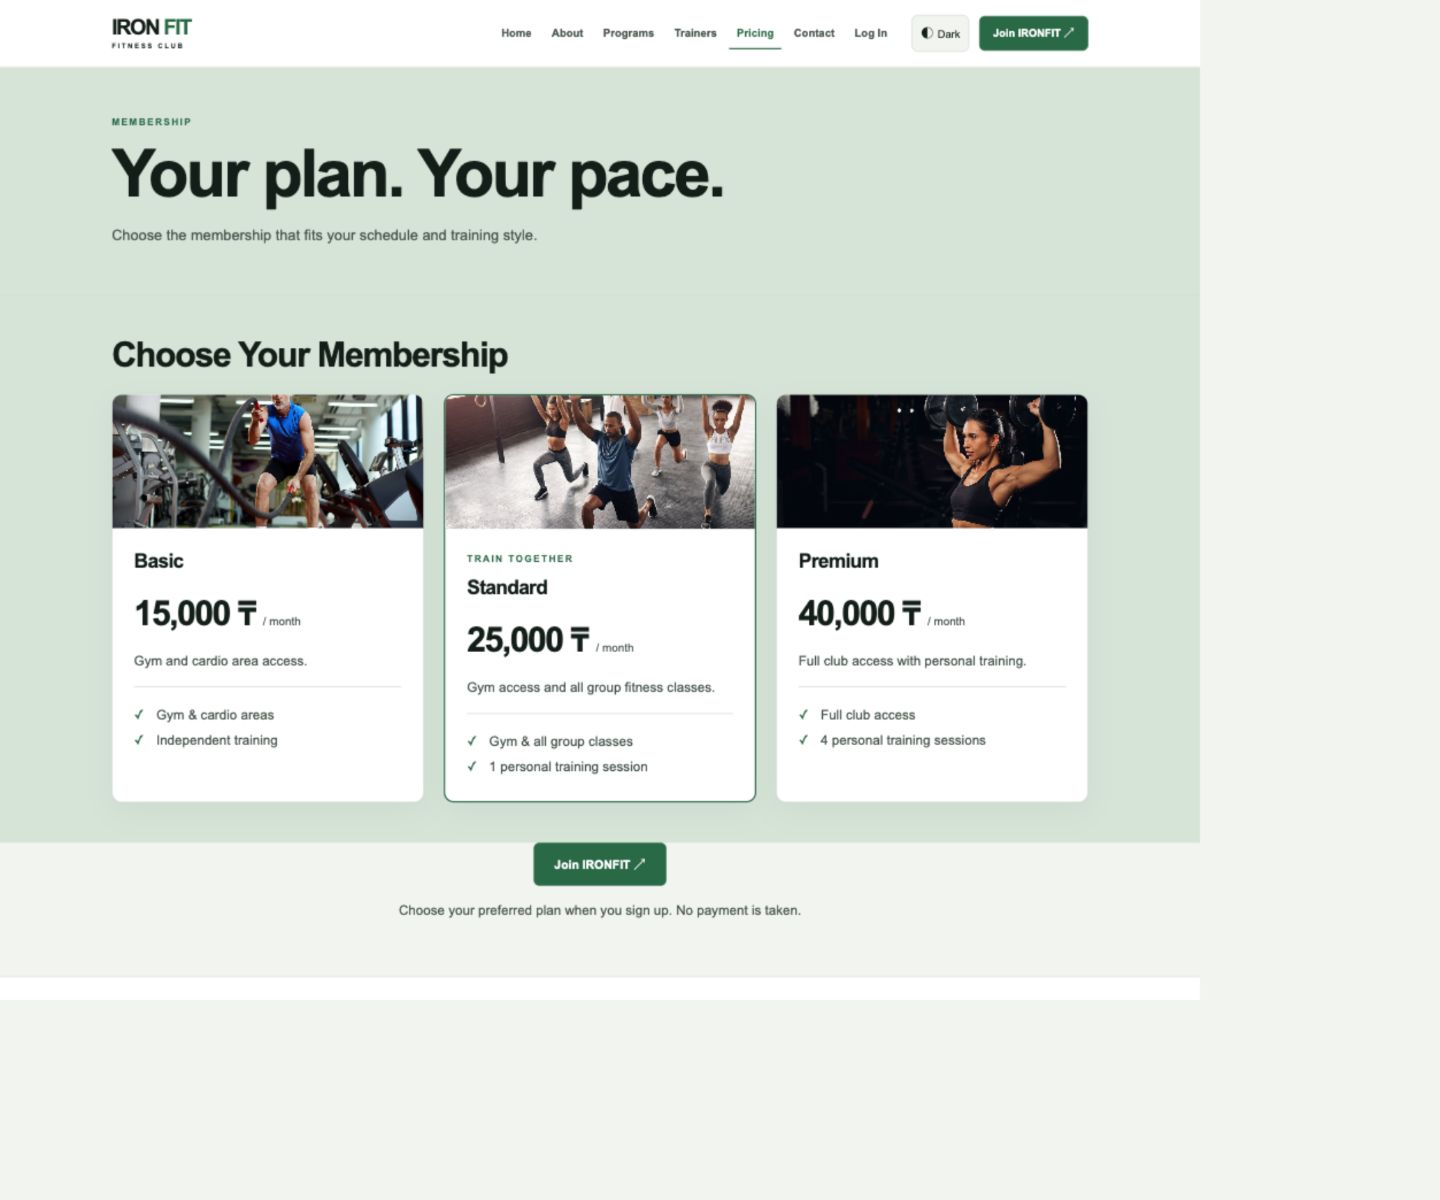 IRON FIT
FITNESS CLUB
Home About Programs Trainers Pricing Contact Log In Dark Join IRONFIT ↗
MEMBERSHIP
Your plan. Your pace.
Choose the membership that fits your schedule and training style.
Choose Your Membership
Basic
15,000 ₸ / month
Gym and cardio area access.
✓ Gym & cardio areas
✓ Independent training
TRAIN TOGETHER
Standard
25,000 ₸ / month
Gym access and all group fitness classes.
✓ Gym & all group classes
✓ 1 personal training session
Premium
40,000 ₸ / month
Full club access with personal training.
✓ Full club access
✓ 4 personal training sessions
Join IRONFIT ↗
Choose your preferred plan when you sign up. No payment is taken.